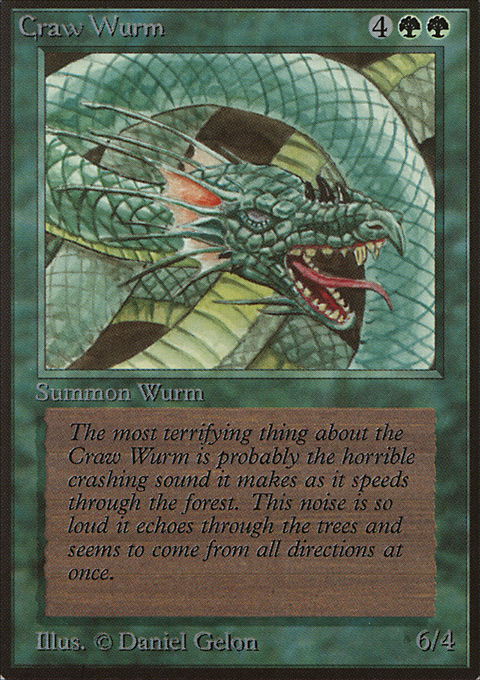 Craw Wurm 4
Summon Wurm
The most terrifying thing about the
Craw Wurm is probably the horrible
crashing sound it makes as it speeds
through the forest. This noise is so
loud it echoes through the trees and
seems to come from all directions at
once.
Illus. © Daniel Gelon 6/4